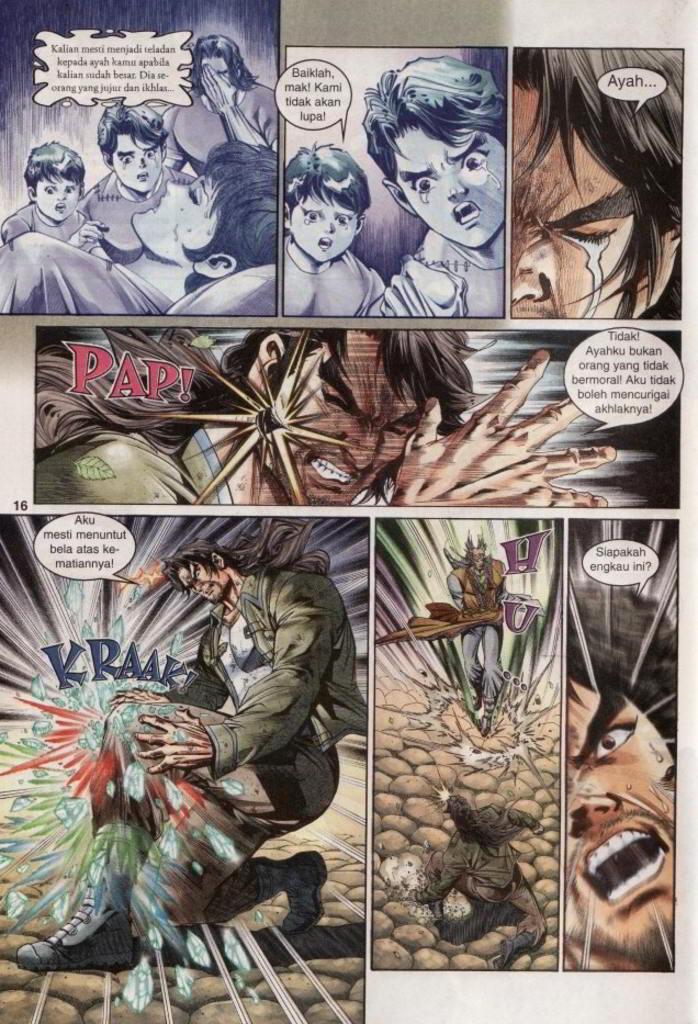 Kalian mesti menjadi teladan
kepada ayah kamu apabila
kalian sudah besar. Dia se-
orang yang jujur dan ikhlas...
Baiklah,
mak! Kami
tidak akan
lupa!
Ayah...
PAP!
Tidak!
Ayahku bukan
orang yang tidak
bermoral! Aku tidak
boleh mencurigai
akhlaknya!
16
Aku
mesti menuntut
bela atas ke-
matiannya!
KRAAK!
HU...
Siapakah
engkau ini?